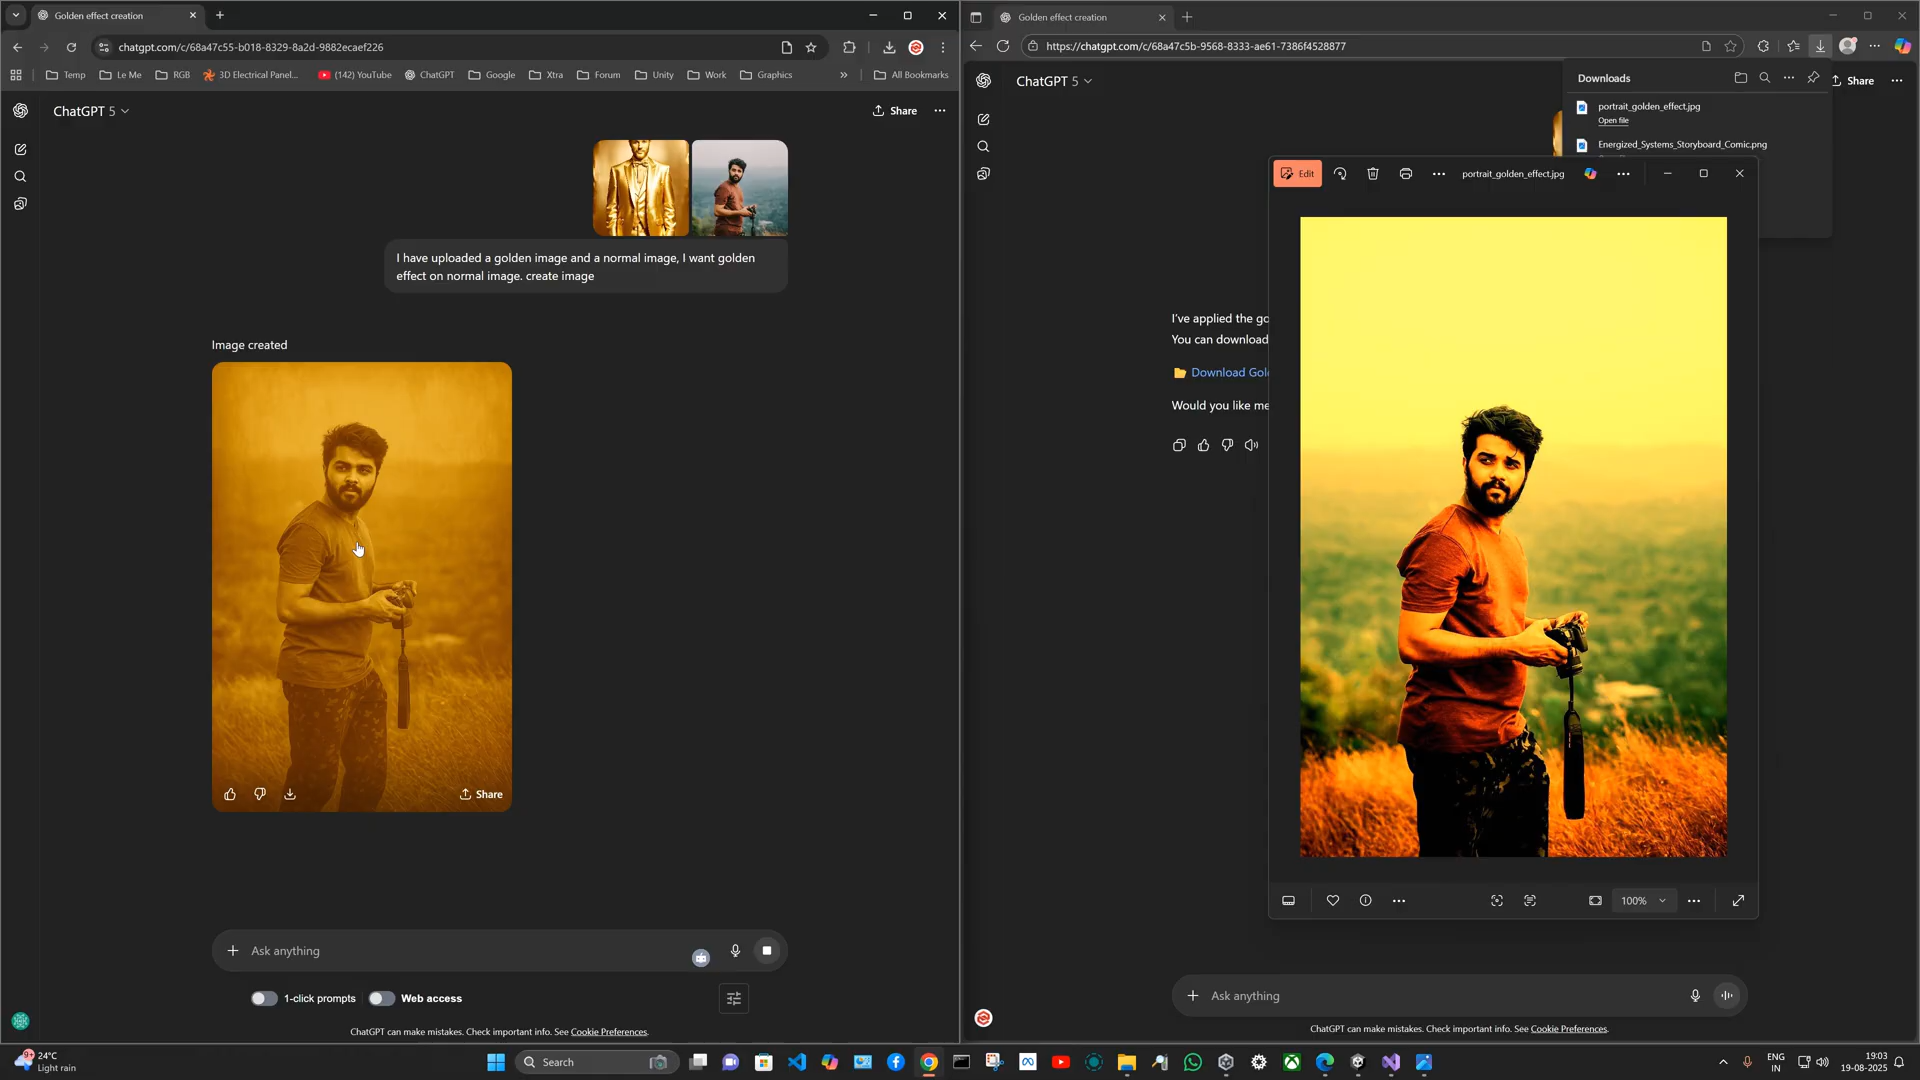 Golden effect creation
chatgpt.com/c/68a47c55-b018-8329-8a2d-9882ecaef226
Temp
Le Me
RGB
3D Electrical Panel...
(142) YouTube
ChatGPT
Google
Xtra
Forum
Unity
Work
Graphics
All Bookmarks
ChatGPT 5
Share
I have uploaded a golden image and a normal image, I want golden
effect on normal image. create image
Image created
Share
Ask anything
1-click prompts
Web access
ChatGPT can make mistakes. Check important info. See Cookie Preferences.
Golden effect creation
https://chatgpt.com/c/68a47c5b-9568-8333-ae61-7386f4528877
ChatGPT 5
Share
Downloads
portrait_golden_effect.jpg
Open file
Energized_Systems_Storyboard_Comic.png
Edit
portrait_golden_effect.jpg
I've applied the go
You can download
Download Gol
Would you like me
100%
Ask anything
ChatGPT can make mistakes. Check important info. See Cookie Preferences.
9+
24°C
Light rain
Search
ENG
IN
19:03
19-08-2025